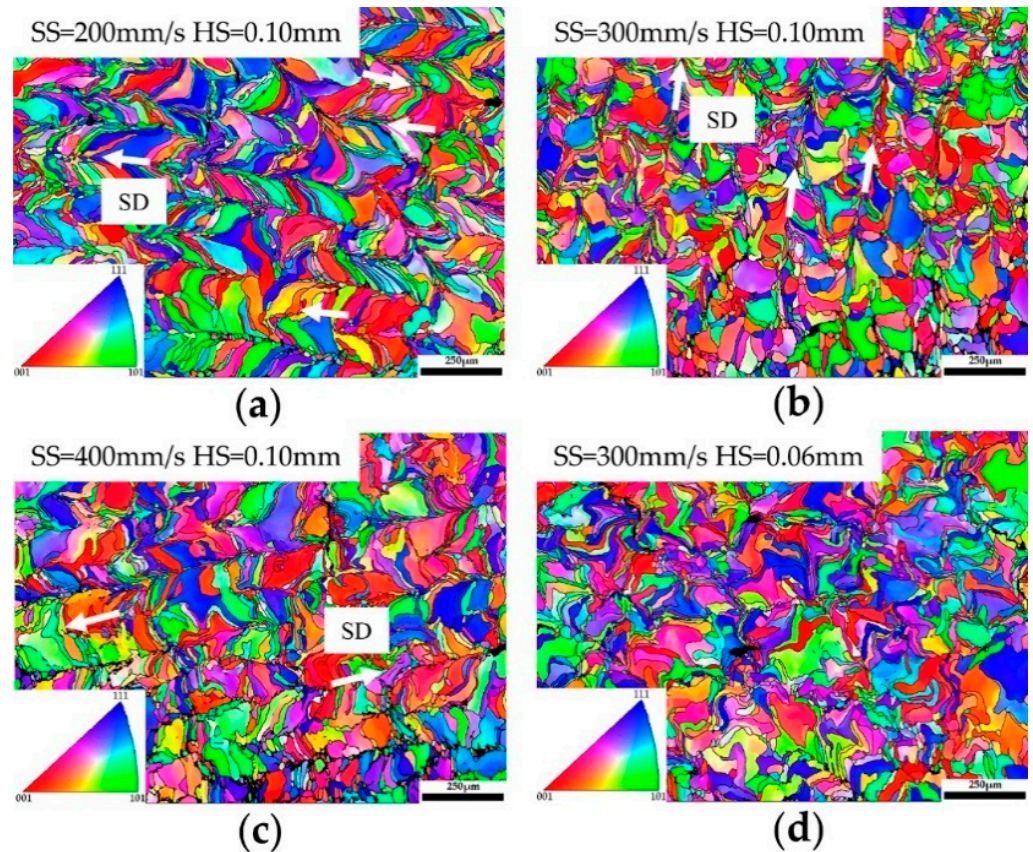 SS=200mm/s HS=0.10mm
SD
111
001
101
250μm
(a)
SS=300mm/s HS=0.10mm
SD
111
001
101
250μm
(b)
SS=400mm/s HS=0.10mm
SD
111
001
101
250μm
(c)
SS=300mm/s HS=0.06mm
111
001
101
250μm
(d)